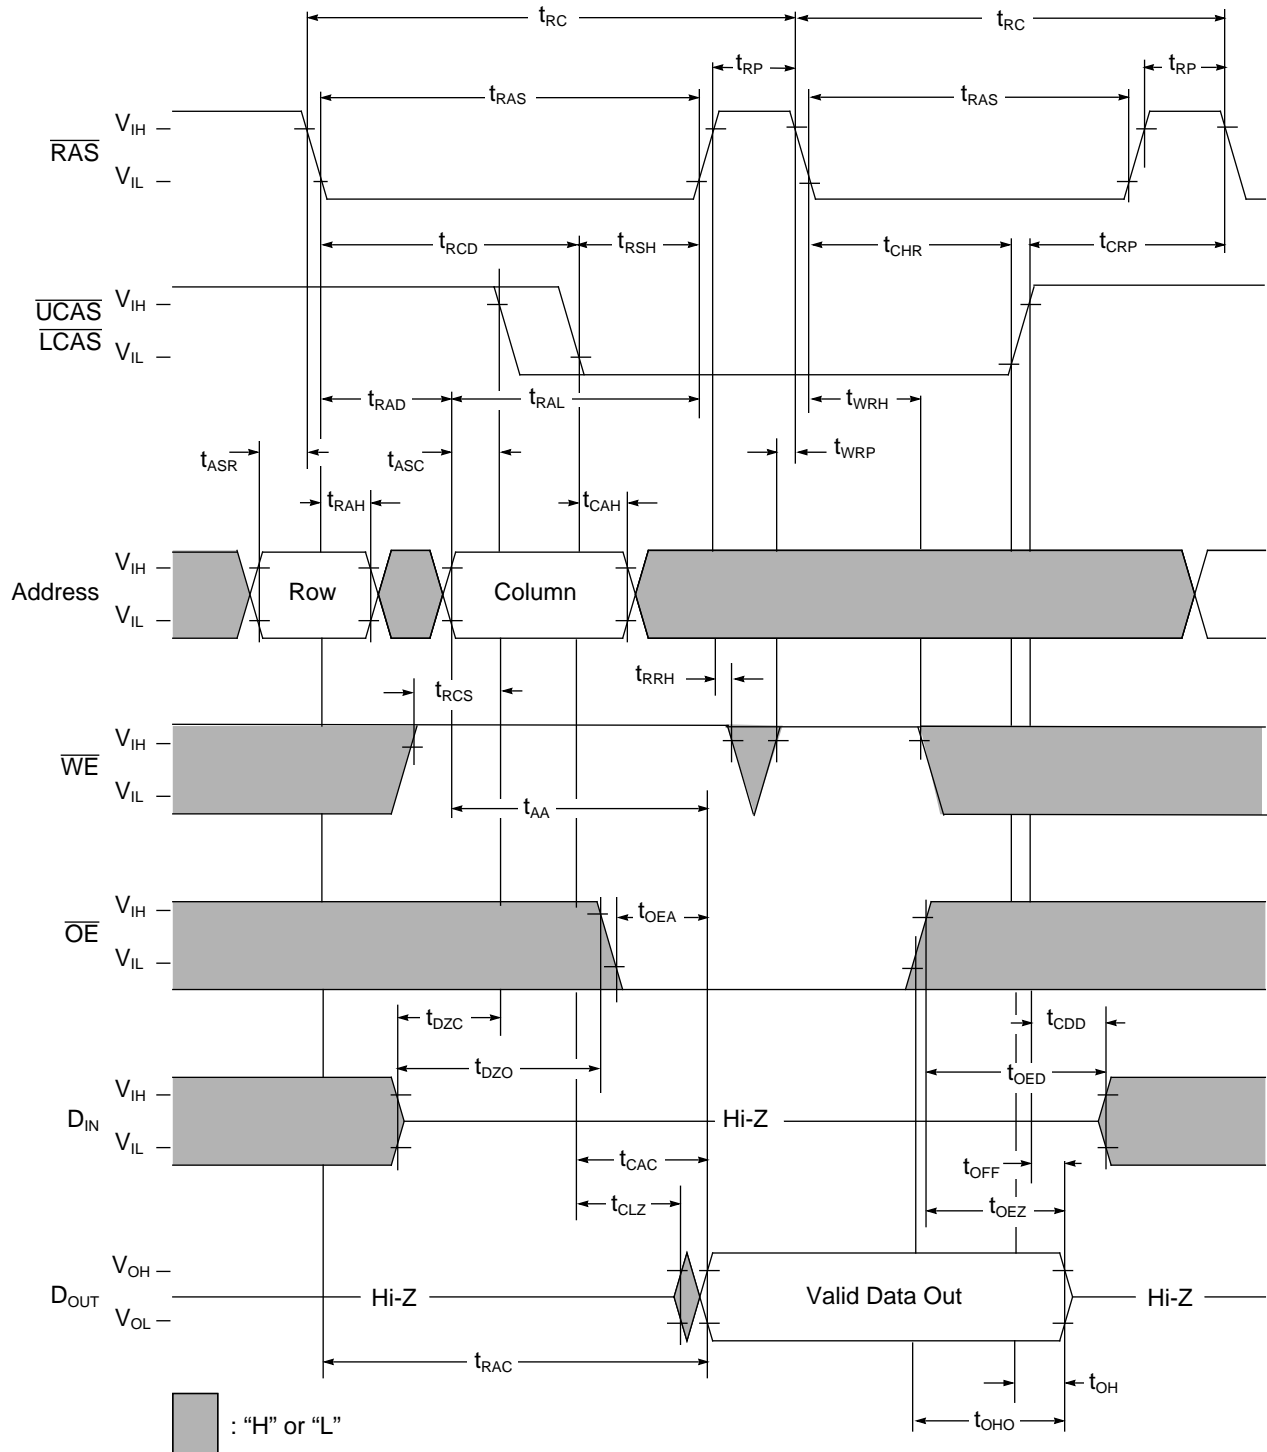 tRC tRC
tRP tRP
tRAS tRAS
VIH
RAS
VIL
tRCD tRSH tCHR tCRP
VIH
UCAS
LCAS
VIL
tRAD tRAL tWRH
tASR tASC tWRP
tRAH tCAH
VIH
Address Row Column
VIL
tRRH
tRCS
VIH
WE
VIL
tAA
VIH
tOEA
OE
VIL
tDZC tCDD
tDZO tOED
VIH
DIN Hi-Z
VIL
tCAC tOFF
tCLZ tOEZ
VOH
DOUT Hi-Z Valid Data Out Hi-Z
VOL
tRAC
tOH
: “H” or “L” tOHO